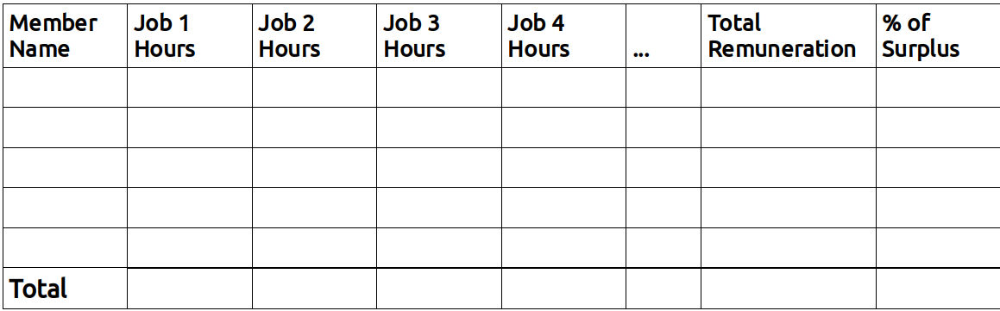 Member Name
Job 1 Hours
Job 2 Hours
Job 3 Hours
Job 4 Hours
...
Total Remuneration
% of Surplus
Total